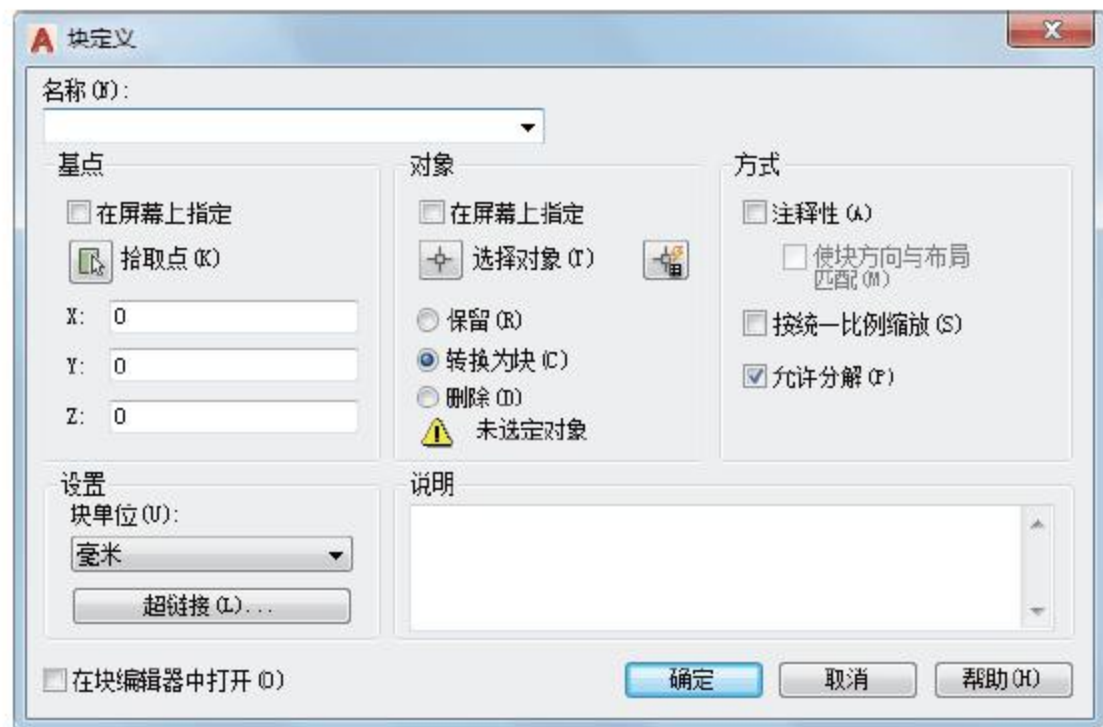 块定义
名称(N):
基点
在屏幕上指定
拾取点(K)
X: 0
Y: 0
Z: 0
对象
在屏幕上指定
选择对象(T)
保留(R)
转换为块(C)
删除(D)
未选定对象
方式
注释性(A)
使块方向与布局
匹配(M)
按统一比例缩放(S)
允许分解(P)
设置
块单位(U):
毫米
超链接(L)...
说明
在块编辑器中打开(O)
确定
取消
帮助(H)